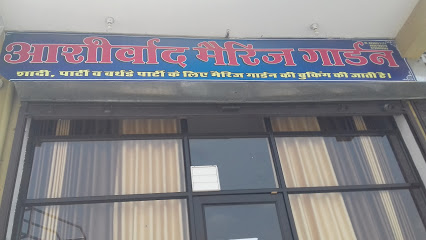 आशीर्वाद मैरिज गार्डन
शादी, पार्टी व बर्थडे पार्टी के लिए मैरिज गार्डन की बुकिंग की जाती है।